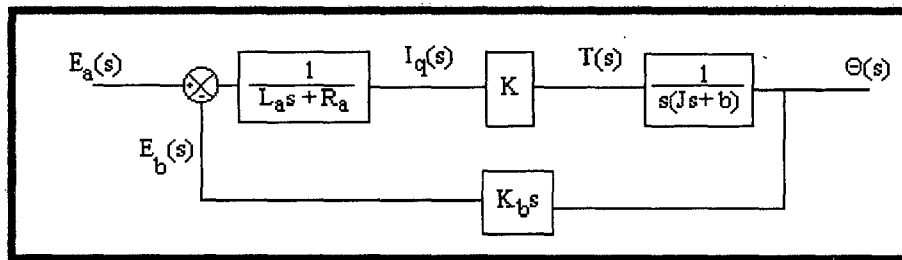 E_a(s)
+
-
1
L_a s + R_a
I_q(s)
K
T(s)
1
s(Js + b)
Θ(s)
E_b(s)
K_b s